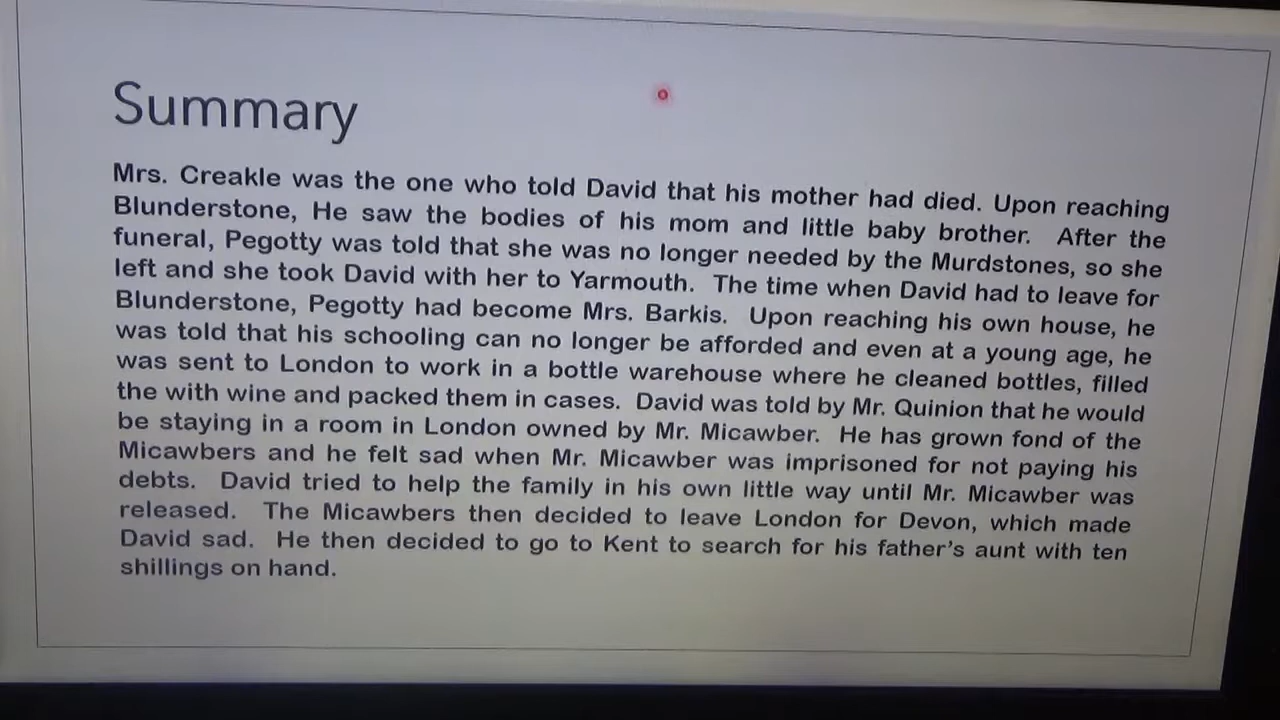 Summary
Mrs. Creakle was the one who told David that his mother had died. Upon reaching
Blunderstone, He saw the bodies of his mom and little baby brother. After the
funeral, Pegotty was told that she was no longer needed by the Murdstones, so she
left and she took David with her to Yarmouth. The time when David had to leave for
Blunderstone, Pegotty had become Mrs. Barkis. Upon reaching his own house, he
was told that his schooling can no longer be afforded and even at a young age, he
was sent to London to work in a bottle warehouse where he cleaned bottles, filled
the with wine and packed them in cases. David was told by Mr. Quinion that he would
be staying in a room in London owned by Mr. Micawber. He has grown fond of the
Micawbers and he felt sad when Mr. Micawber was imprisoned for not paying his
debts. David tried to help the family in his own little way until Mr. Micawber was
released. The Micawbers then decided to leave London for Devon, which made
David sad. He then decided to go to Kent to search for his father's aunt with ten
shillings on hand.